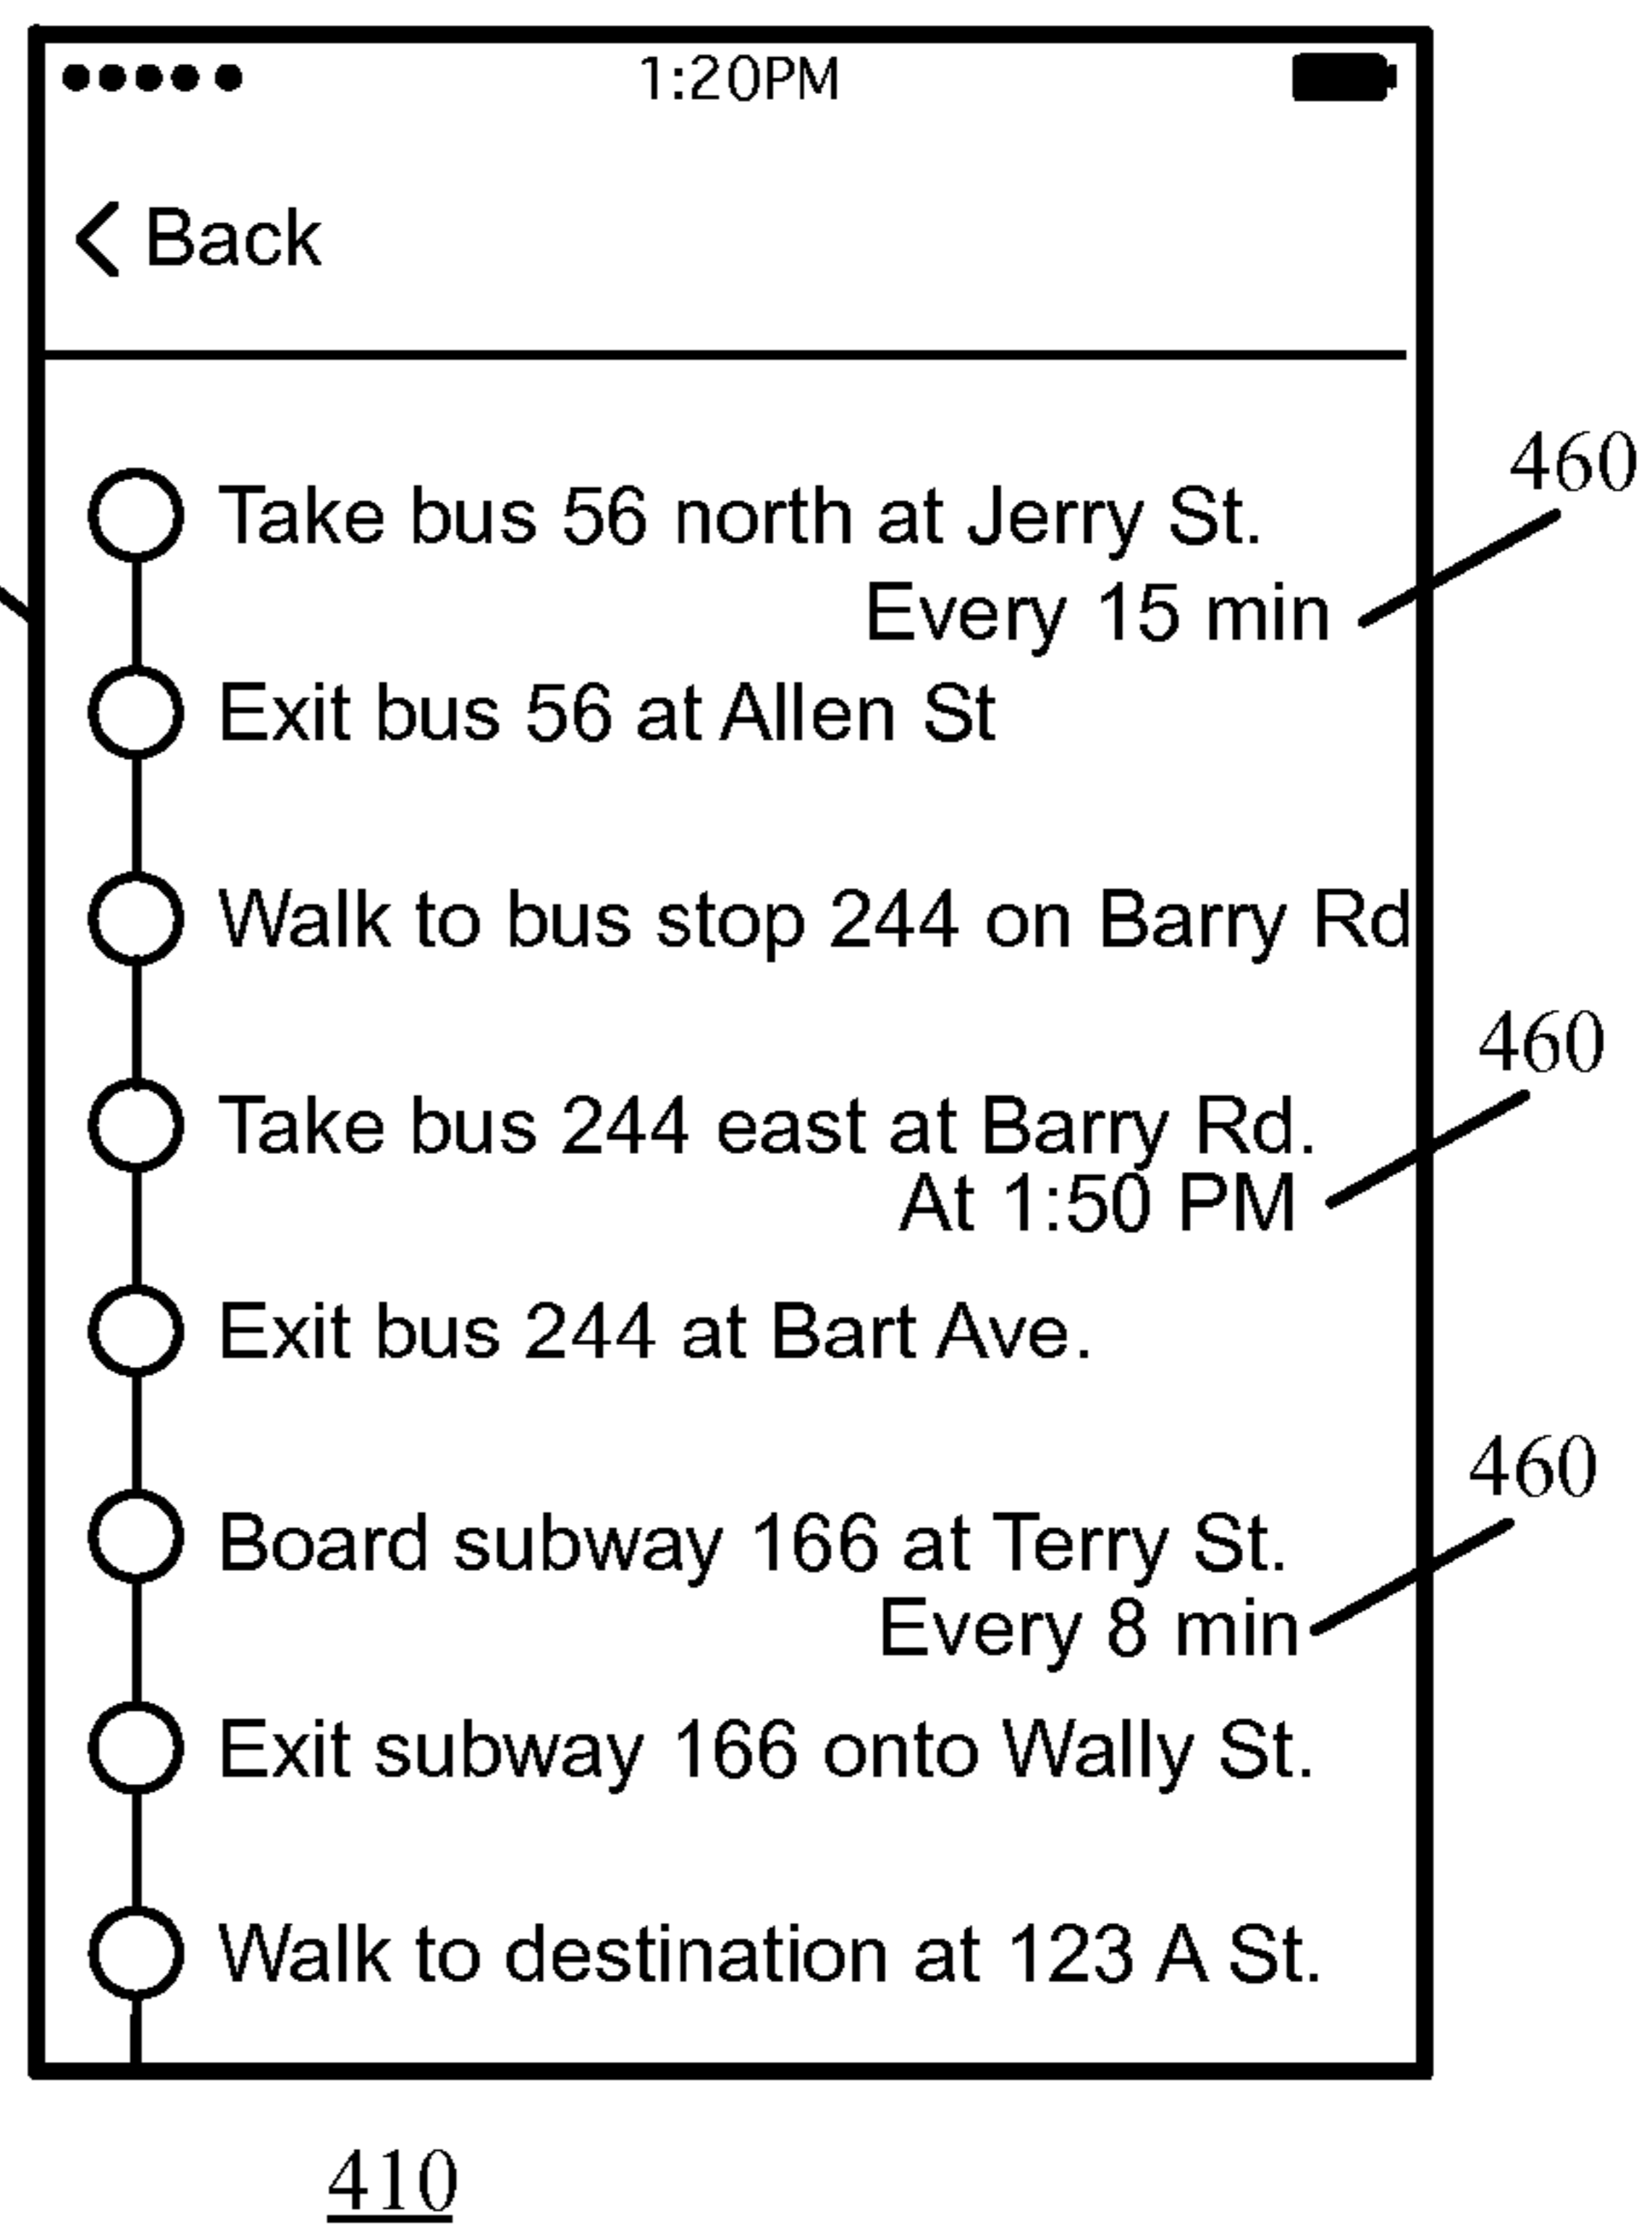 1:20PM
Back
460
Take bus 56 north at Jerry St.
Every 15 min
Exit bus 56 at Allen St
Walk to bus stop 244 on Barry Rd
460
Take bus 244 east at Barry Rd.
At 1:50 PM
Exit bus 244 at Bart Ave.
460
Board subway 166 at Terry St.
Every 8 min
Exit subway 166 onto Wally St.
Walk to destination at 123 A St.
410